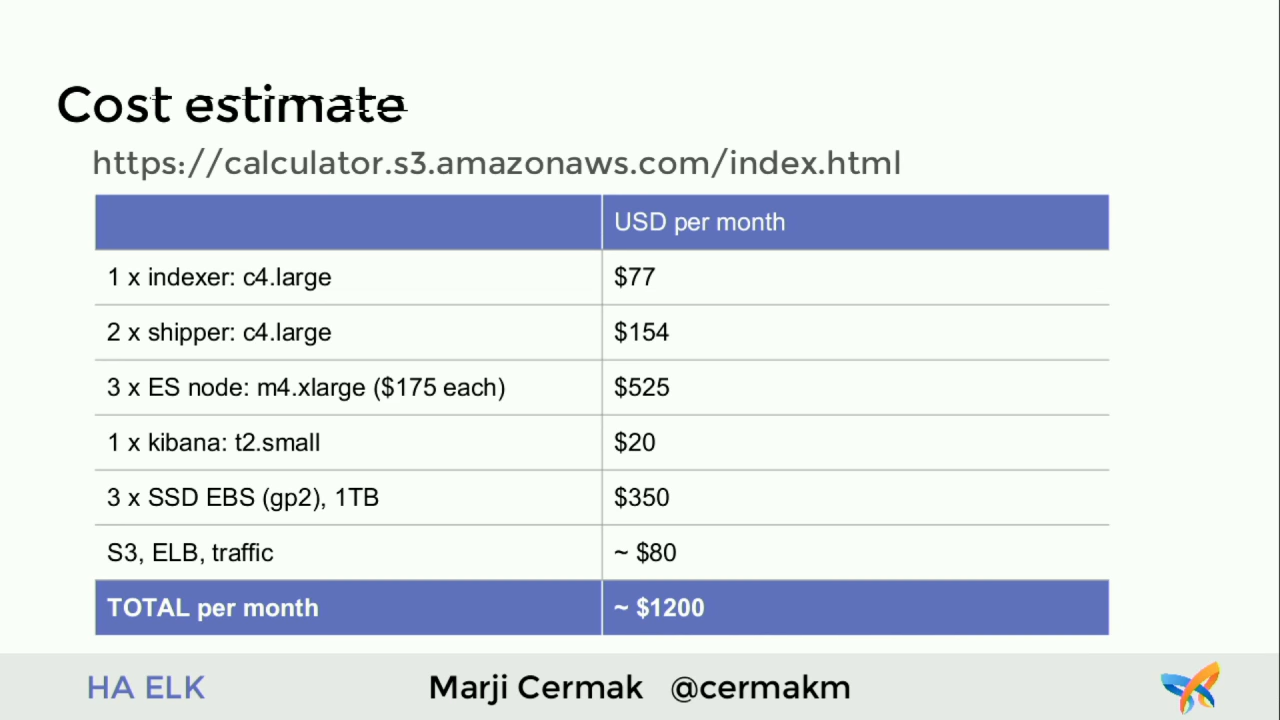 Cost estimate
https://calculator.s3.amazonaws.com/index.html
USD per month
1 x indexer: c4.large $77
2 x shipper: c4.large $154
3 x ES node: m4.xlarge ($175 each) $525
1 x kibana: t2.small $20
3 x SSD EBS (gp2), 1TB $350
S3, ELB, traffic ~ $80
TOTAL per month ~ $1200
HA ELK Marji Cermak @cermakm